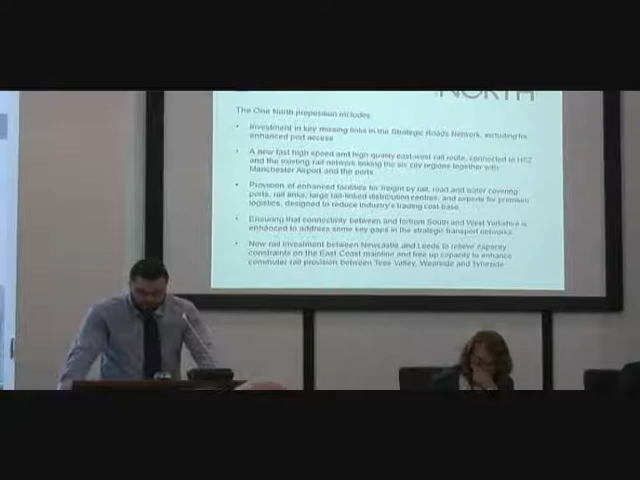 NORTH
The One North proposition includes:
• Investment in key missing links in the Strategic Roads Network, including for
enhanced port access
• A new fast high speed and high quality east-west rail route, connected to HS2
and the existing rail network linking the six city regions together with
Manchester Airport and the ports
• Provision of enhanced facilities for freight by rail, road and water covering
ports, rail links, large rail-linked distribution centres, and airports for premium
logistics, designed to reduce industry's trading cost base
• Ensuring that connectivity between and to/from South and West Yorkshire is
enhanced to address some key gaps in the strategic transport networks
• New rail investment between Newcastle and Leeds to relieve capacity
constraints on the East Coast mainline and free up capacity to enhance
commuter rail provision between Tees Valley, Wearside and Tyneside